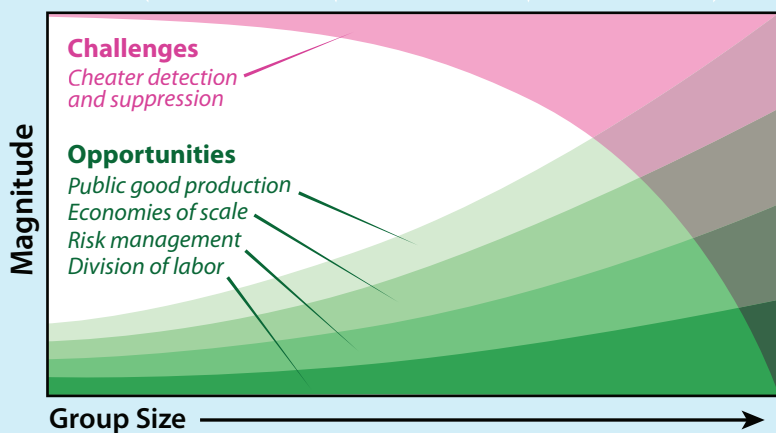 Challenges
Cheater detection
and suppression
Opportunities
Public good production
Economies of scale
Risk management
Division of labor
Magnitude
Group Size